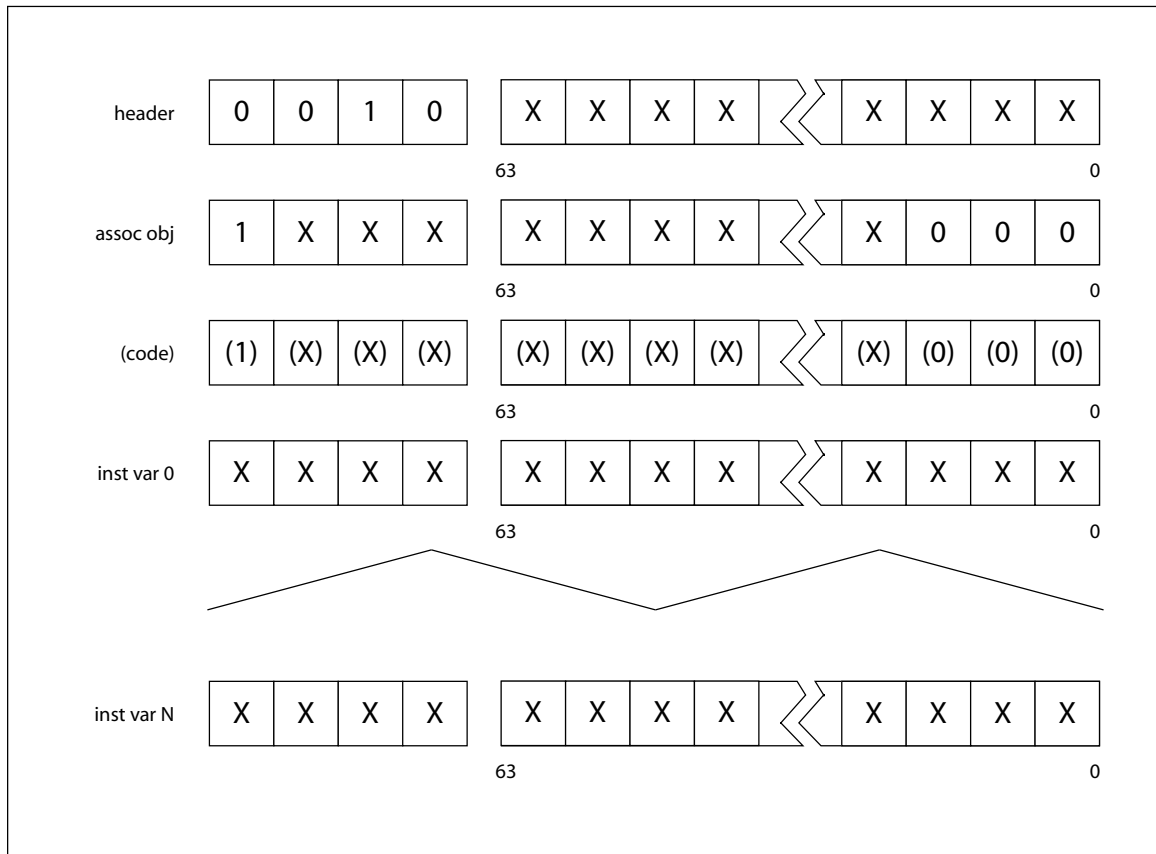 header 0 0 1 0 X X X X X X X X
63 0
assoc obj 1 X X X X X X X X 0 0 0
63 0
(code) (1) (X) (X) (X) (X) (X) (X) (X) (X) (0) (0) (0)
63 0
inst var 0 X X X X X X X X X X X X
63 0
inst var N X X X X X X X X X X X X
63 0